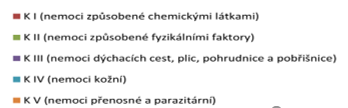 K I (nemoci způsobené chemickými látkami)
K II (nemoci způsobené fyzikálními faktory)
K III (nemoci dýchacích cest, plic, pohrudnice a pobřišnice)
K IV (nemoci kožní)
K V (nemoci přenosné a parazitární)